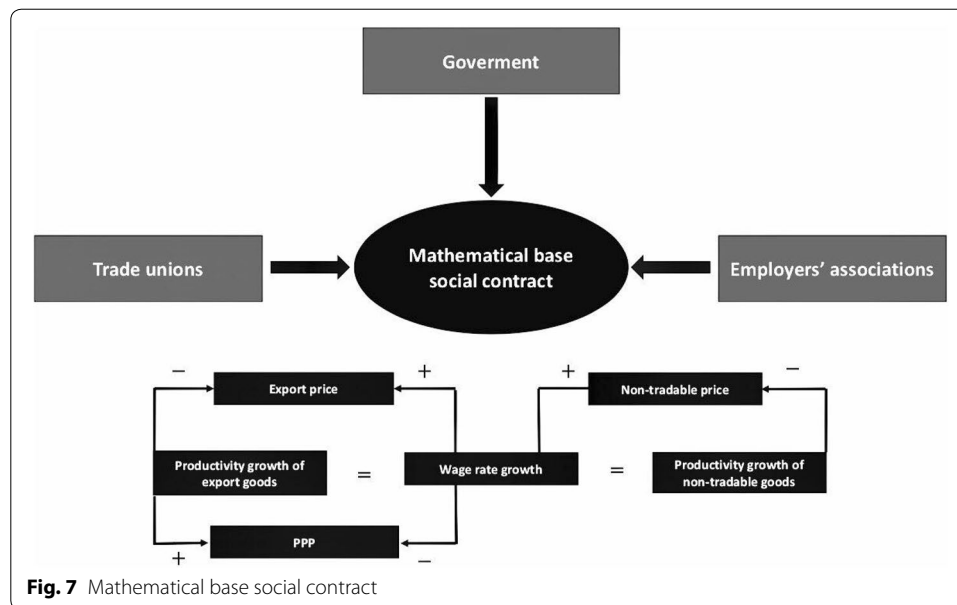 Goverment
Trade unions
Mathematical base
social contract
Employers' associations
− + + −
Export price
Non-tradable price
Productivity growth of
export goods
=
Wage rate growth
=
Productivity growth of
non-tradable goods
PPP
+ −
Fig. 7 Mathematical base social contract